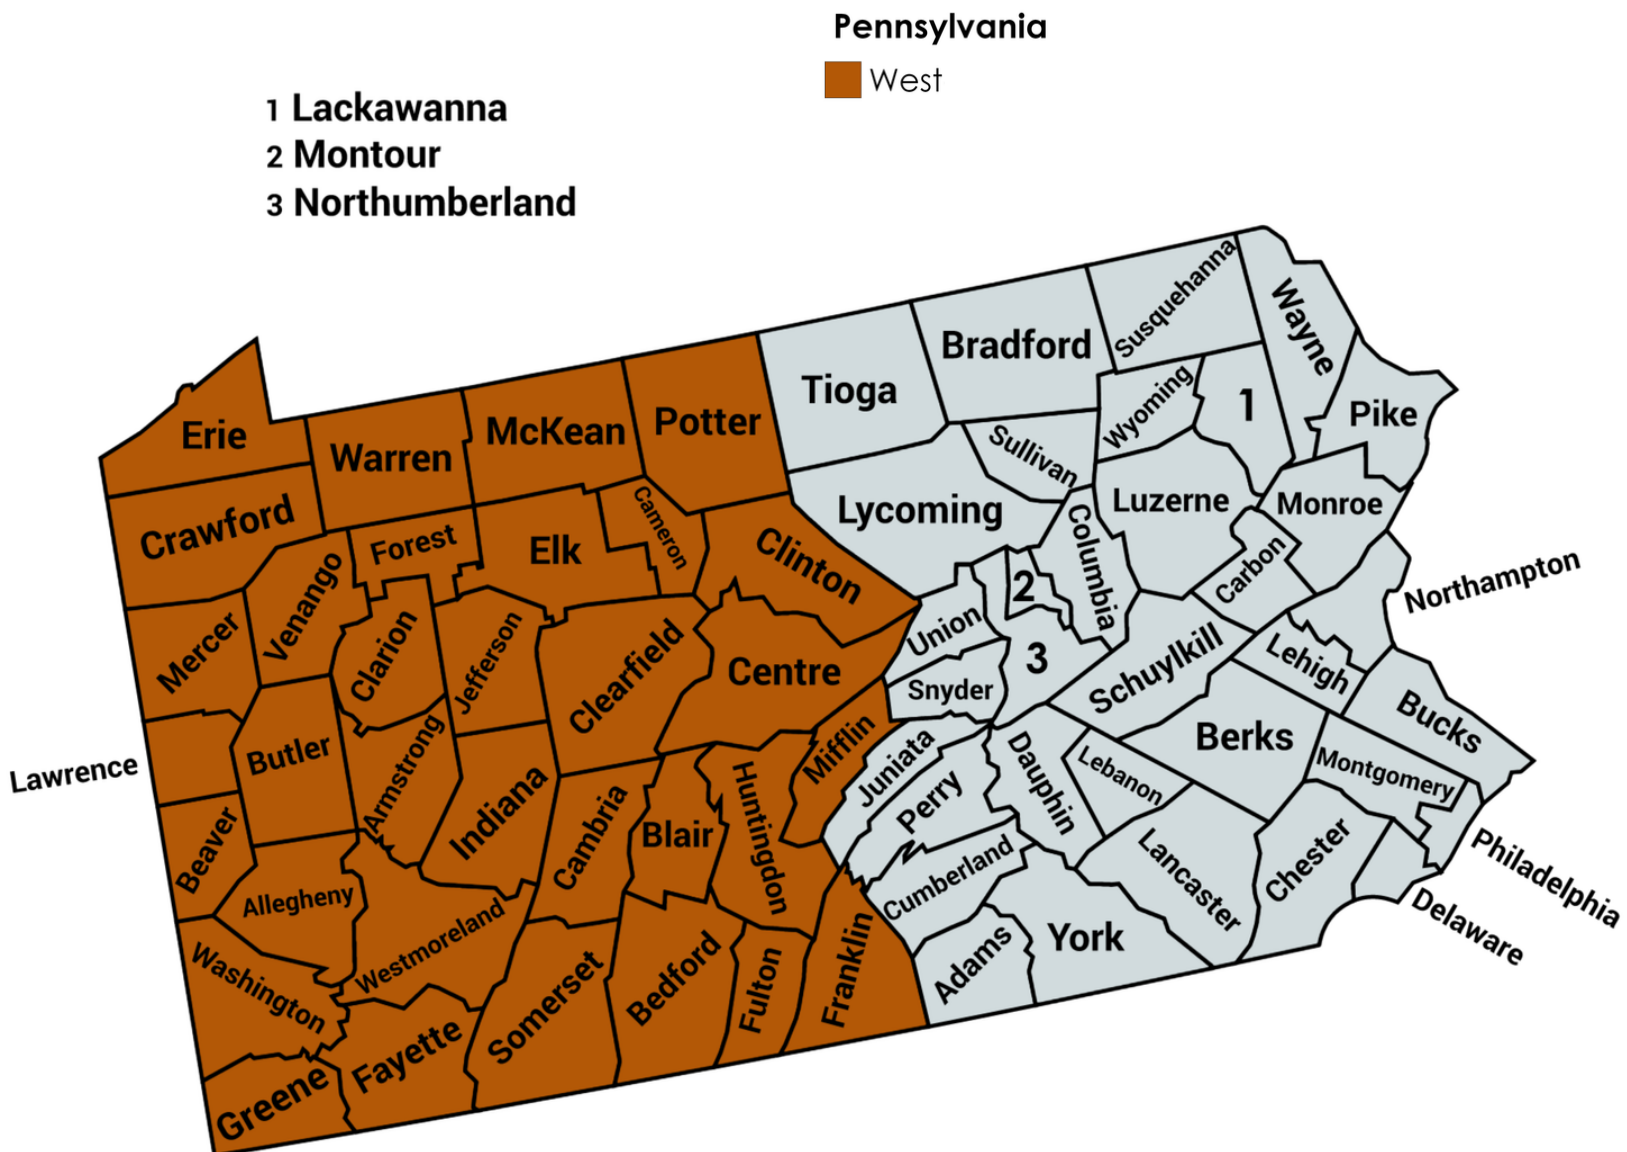 Pennsylvania
West
1 Lackawanna
2 Montour
3 Northumberland
Erie
Warren
McKean
Potter
Tioga
Bradford
Susquehanna
Wayne
Crawford
Forest
Elk
Cameron
Clinton
Lycoming
Sullivan
Wyoming
1
Pike
Luzerne
Monroe
Columbia
Mercer
Venango
Clarion
Jefferson
Clearfield
Centre
Union
2
3
Snyder
Carbon
Northampton
Schuylkill
Lehigh
Bucks
Lawrence
Butler
Armstrong
Indiana
Cambria
Blair
Huntingdon
Mifflin
Juniata
Perry
Dauphin
Lebanon
Berks
Montgomery
Beaver
Allegheny
Westmoreland
Cumberland
Lancaster
Chester
Philadelphia
Delaware
Washington
Greene
Fayette
Somerset
Bedford
Fulton
Franklin
Adams
York